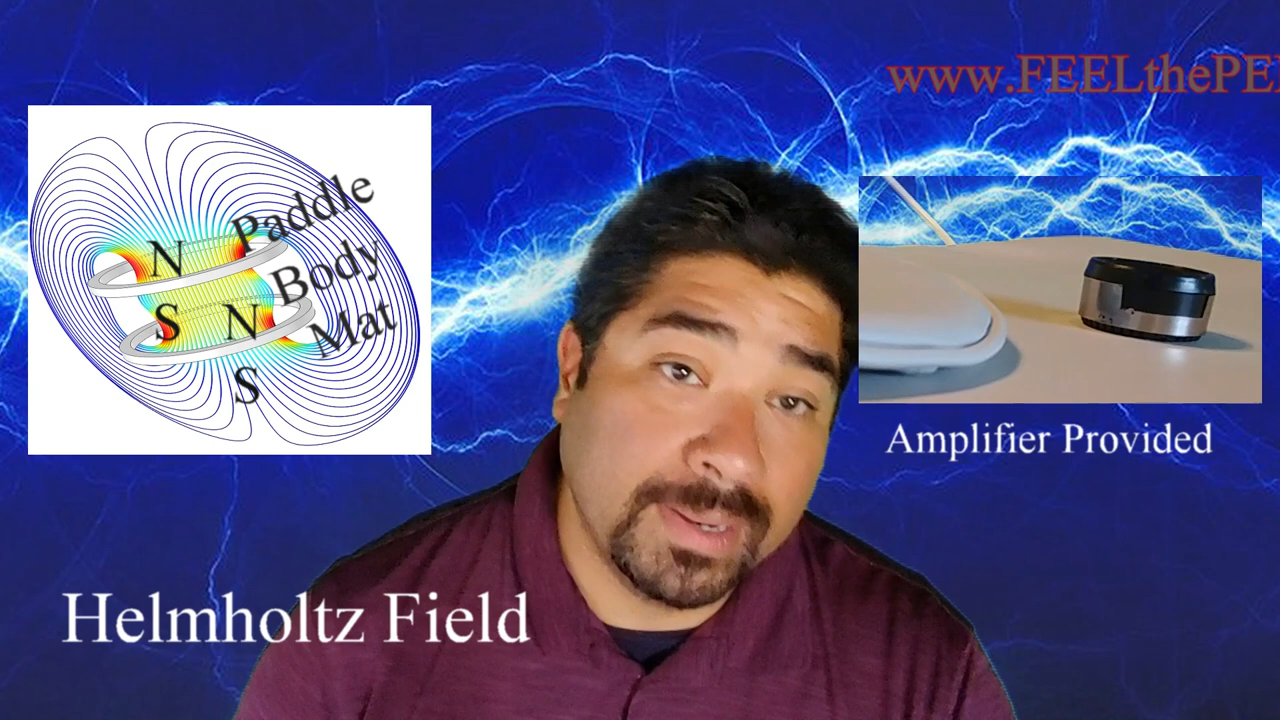 www.FEELthePE
N
Paddle
Body
S
N
Mat
S
Amplifier Provided
Helmholtz Field